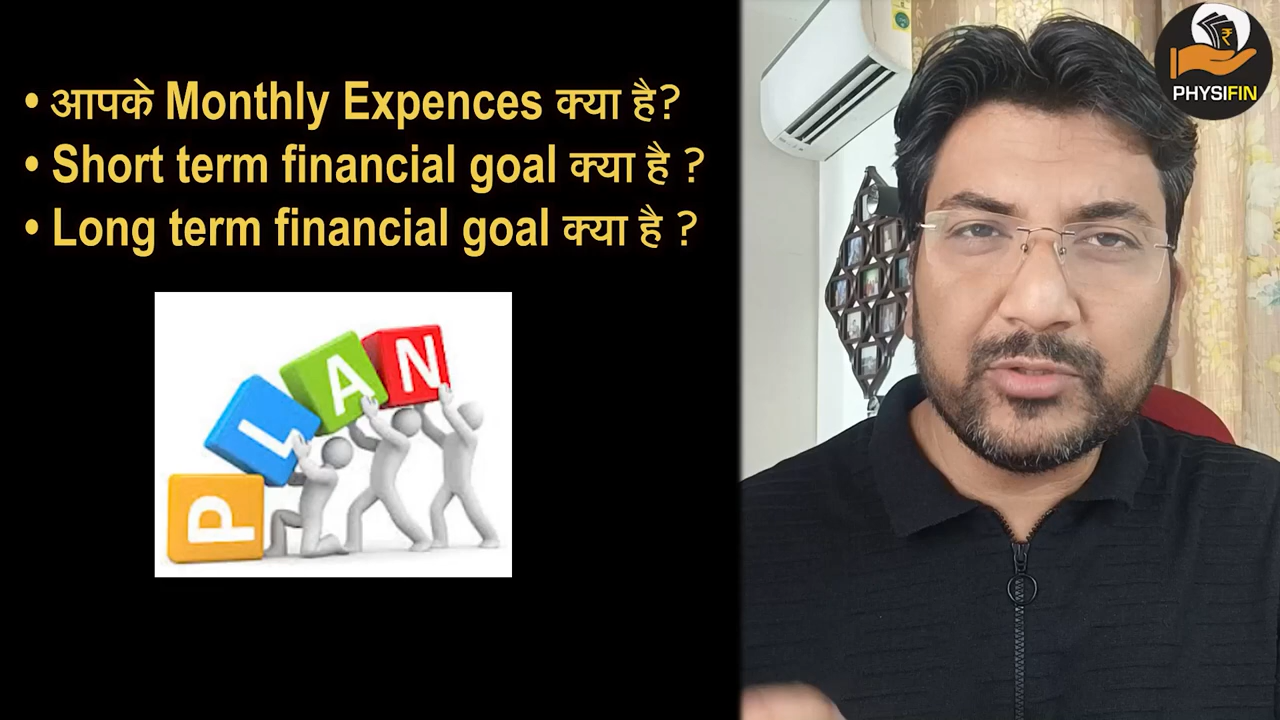 • आपके Monthly Expences क्या है?
• Short term financial goal क्या है ?
• Long term financial goal क्या है ?
PLAN
₹
PHYSIFIN